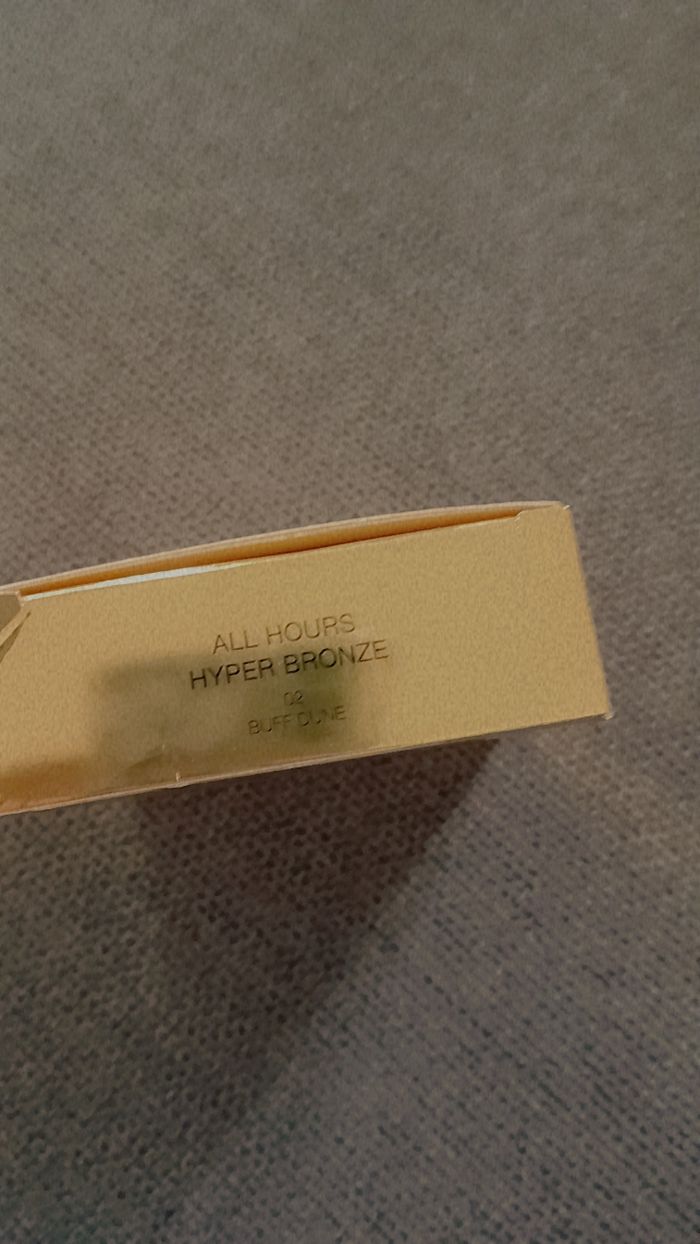 ALL HOURS
HYPER BRONZE
02
BUFF DUNE